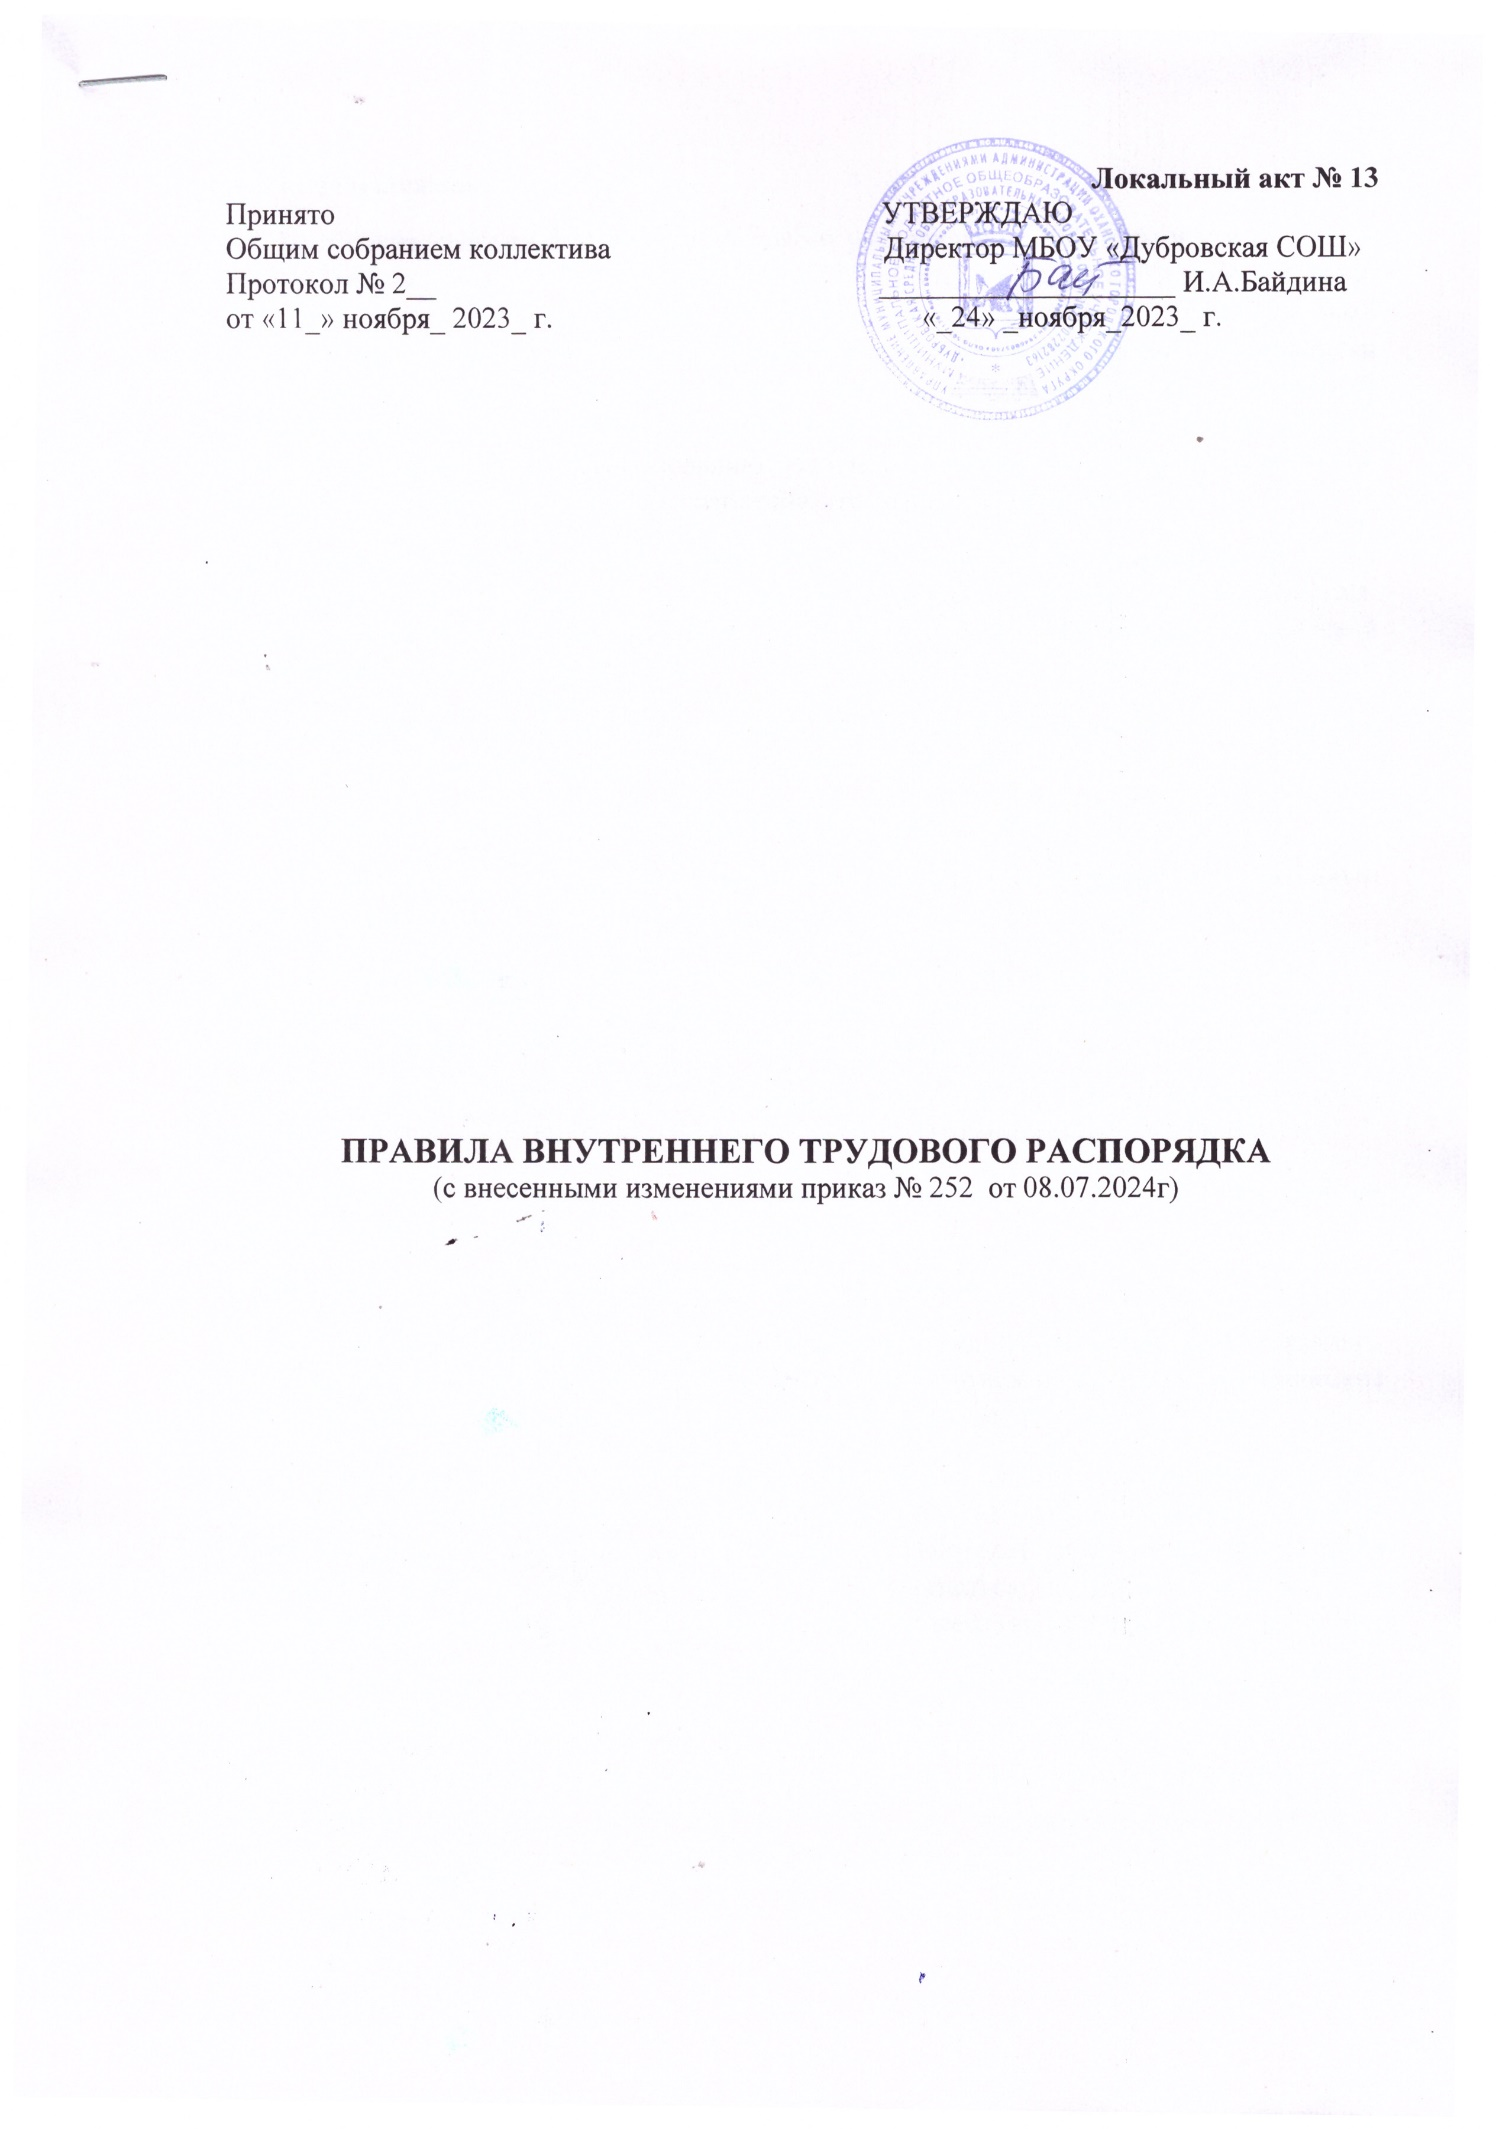 Локальный акт № 13
Принято
Общим собранием коллектива
Протокол № 2__
от «11_» ноября_ 2023_ г.
УТВЕРЖДАЮ
Директор МБОУ «Дубровская СОШ»
____________________ И.А.Байдина
«_24» _ноября_2023_ г.
ПРАВИЛА ВНУТРЕННЕГО ТРУДОВОГО РАСПОРЯДКА
(с внесенными изменениями приказ № 252  от 08.07.2024г)